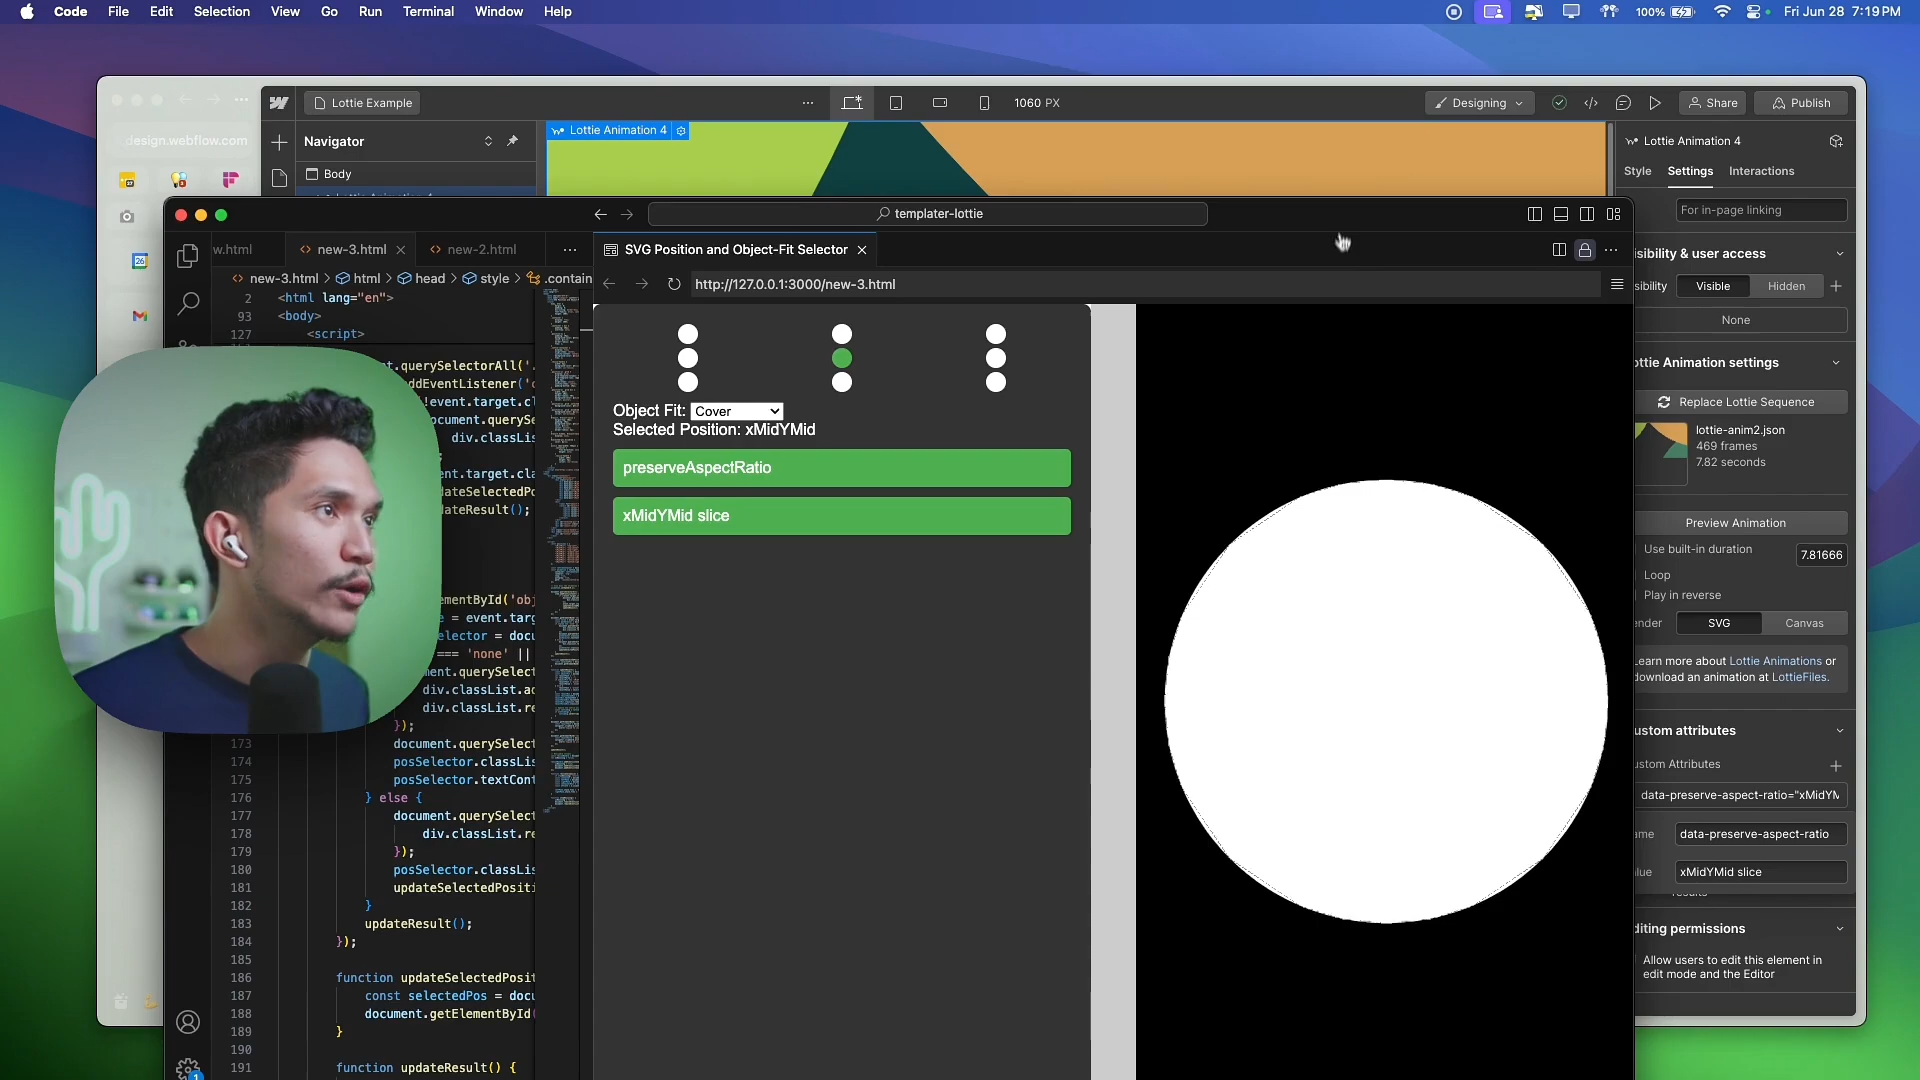 Code File Edit Selection View Go Run Terminal Window Help
100% Fri Jun 28 7:19 PM
Lottie Example
1060 PX
Designing
Share
Publish
design.webflow.com
Navigator
Lottie Animation 4
Lottie Animation 4
Body
Style Settings Interactions
For in-page linking
templater-lottie
w.html new-3.html new-2.html
SVG Position and Object-Fit Selector
isibility & user access
new-3.html > html > head > style > .contain
http://127.0.0.1:3000/new-3.html
sibility Visible Hidden
None
2 <html lang="en">
93 <body>
127 <script>
ottie Animation settings
Replace Lottie Sequence
lottie-anim2.json
469 frames
7.82 seconds
Preview Animation
Use built-in duration 7.81666
Loop
Play in reverse
ender SVG Canvas
earn more about Lottie Animations or
download an animation at LottieFiles.
ustom attributes
ustom Attributes
data-preserve-aspect-ratio="xMidYM
ame data-preserve-aspect-ratio
lue xMidYMid slice
diting permissions
Allow users to edit this element in
edit mode and the Editor
Object Fit: Cover
Selected Position: xMidYMid
preserveAspectRatio
xMidYMid slice
t.querySelectorAll('.
ddEventListener('c
!event.target.cl
ocument.queryS
div.classLis
ent.target.cla
dateSelectedPo
dateResult();
ementById('obj
e = event.targ
elector = docu
=== 'none' ||
ent.querySelect
div.classList.ad
div.classList.re
});
173 document.querySelect
174 posSelector.classLis
175 posSelector.textCont
176 } else {
177 document.querySelect
178 div.classList.re
179 });
180 posSelector.classLis
181 updateSelectedPositi
182 }
183 updateResult();
184 });
185
186 function updateSelectedPosit
187 const selectedPos = docu
188 document.getElementById(
189 }
190
191 function updateResult() {